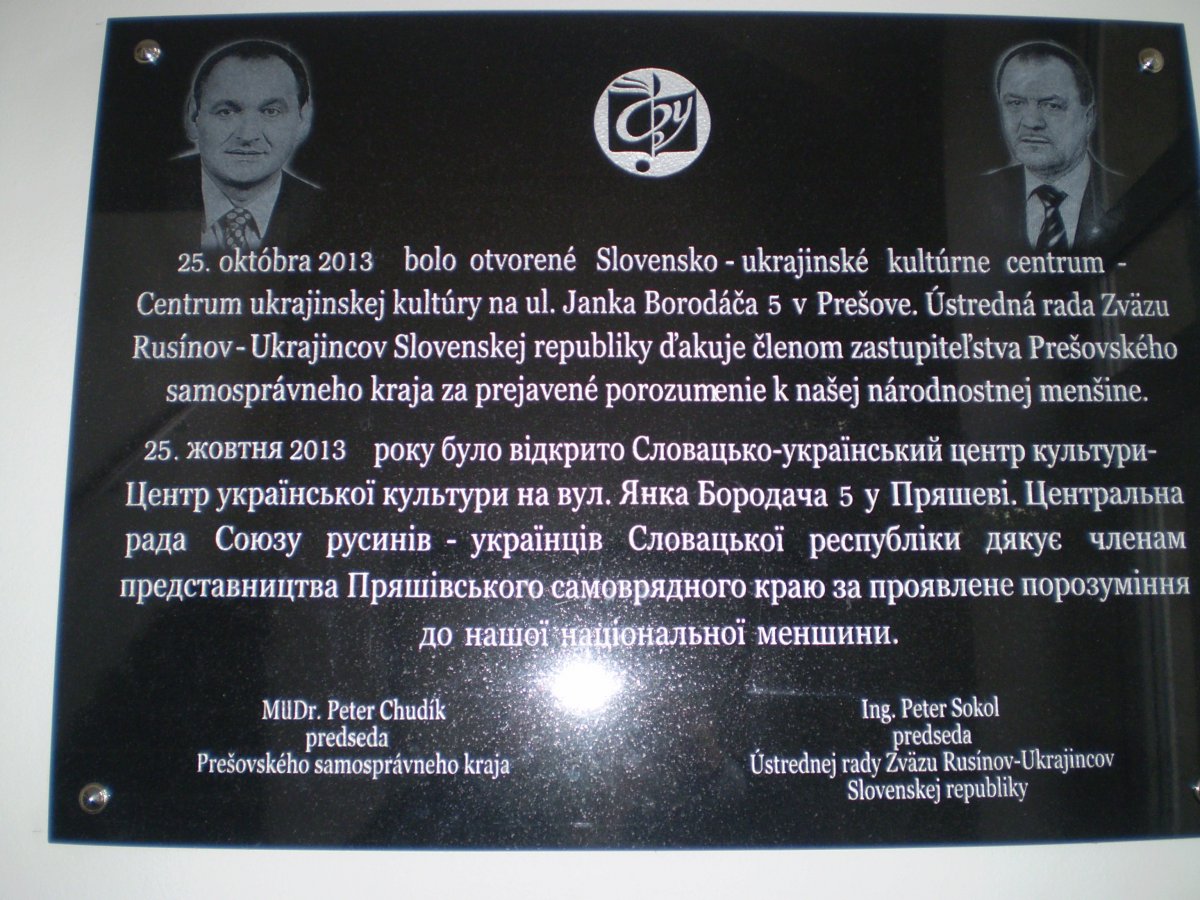 25. októbra 2013 bolo otvorené Slovensko - ukrajinské kultúrne centrum -
Centrum ukrajinskej kultúry na ul. Janka Borodáča 5 v Prešove. Ústredná rada Zväzu
Rusínov - Ukrajincov Slovenskej republiky ďakuje členom zastupiteľstva Prešovského
samosprávneho kraja za prejavené porozumenie k našej národnostnej menšine.
25. жовтня 2013 року було відкрито Словацько-український центр культури-
Центр української культури на вул. Янка Бородача 5 у Пряшеві. Центральна
рада Союзу русинів - українців Словацької республіки дякує членам
представництва Пряшівського самоврядного краю за проявлене порозуміння
до нашої національної меншини.
MUDr. Peter Chudík
predseda
Prešovského samosprávneho kraja
Ing. Peter Sokol
predseda
Ústrednej rady Zväzu Rusínov-Ukrajincov
Slovenskej republiky